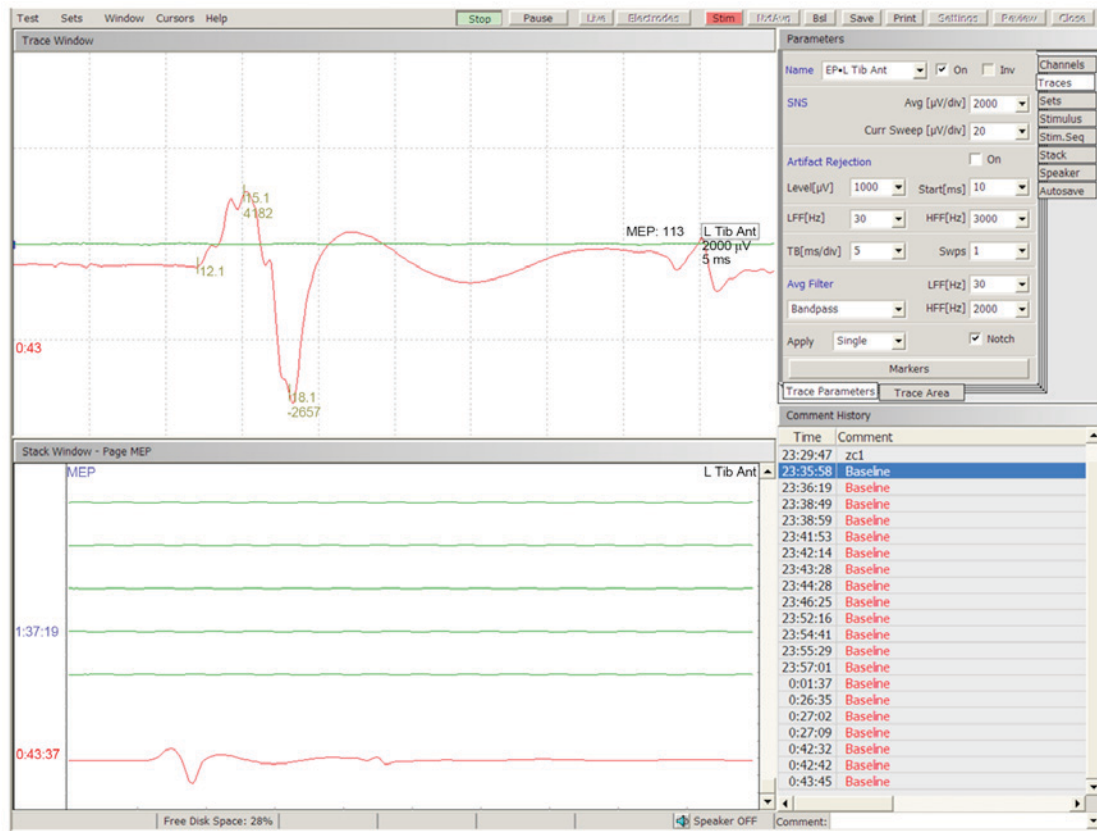 Test Sets Window Cursors Help Stop Pause Live Electrodes Stim NotAvg Bsl Save Print Settings Review Close
Trace Window
15.1
4182
12.1
MEP: 113 L Tib Ant
2000 µV
5 ms
0:43
18.1
-2657
Parameters
Name EP•L Tib Ant On Inv
SNS Avg [µV/div] 2000
Curr Sweep [µV/div] 20
Artifact Rejection On
Level[µV] 1000 Start[ms] 10
LFF[Hz] 30 HFF[Hz] 3000
TB[ms/div] 5 Swps 1
Avg Filter LFF[Hz] 30
Bandpass HFF[Hz] 2000
Apply Single Notch
Markers
Trace Parameters Trace Area
Channels
Traces
Sets
Stimulus
Stim.Seq
Stack
Speaker
Autosave
Stack Window - Page MEP
MEP L Tib Ant
1:37:19
0:43:37
Comment History
Time Comment
23:29:47 zc1
23:35:58 Baseline
23:36:19 Baseline
23:38:49 Baseline
23:38:59 Baseline
23:41:53 Baseline
23:42:14 Baseline
23:43:28 Baseline
23:44:28 Baseline
23:46:25 Baseline
23:52:16 Baseline
23:54:41 Baseline
23:55:29 Baseline
23:57:01 Baseline
0:01:37 Baseline
0:26:35 Baseline
0:27:02 Baseline
0:27:09 Baseline
0:42:32 Baseline
0:42:42 Baseline
0:43:45 Baseline
Free Disk Space: 28% Speaker OFF Comment: